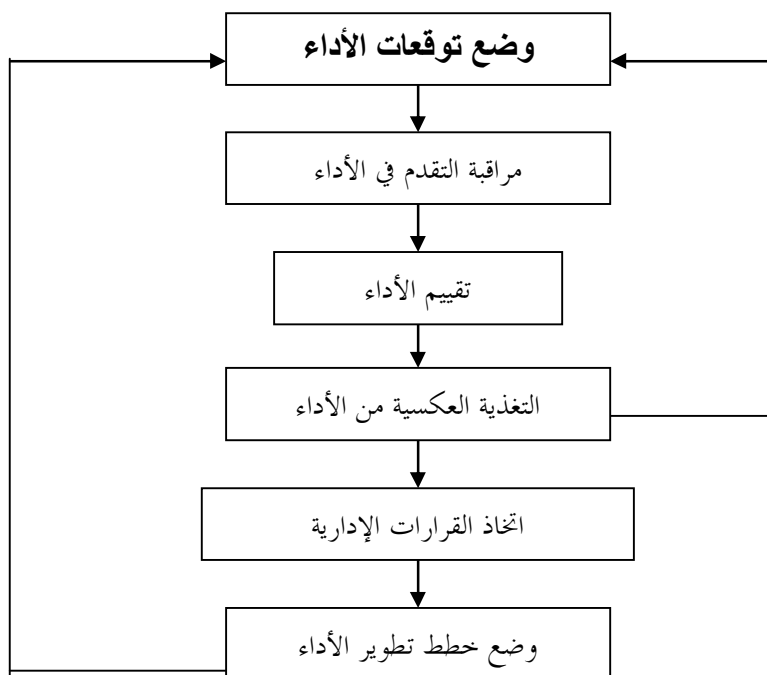 وضع توقعات الأداء
مراقبة التقدم في الأداء
تقييم الأداء
التغذية العكسية من الأداء
اتخاذ القرارات الإدارية
وضع خطط تطوير الأداء